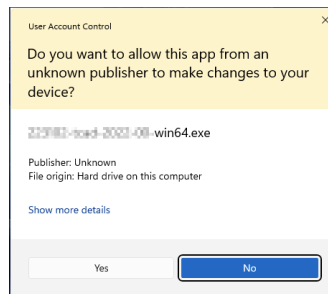 User Account Control
Do you want to allow this app from an
unknown publisher to make changes to your
device?
-win64.exe
Publisher: Unknown
File origin: Hard drive on this computer
Show more details
Yes
No